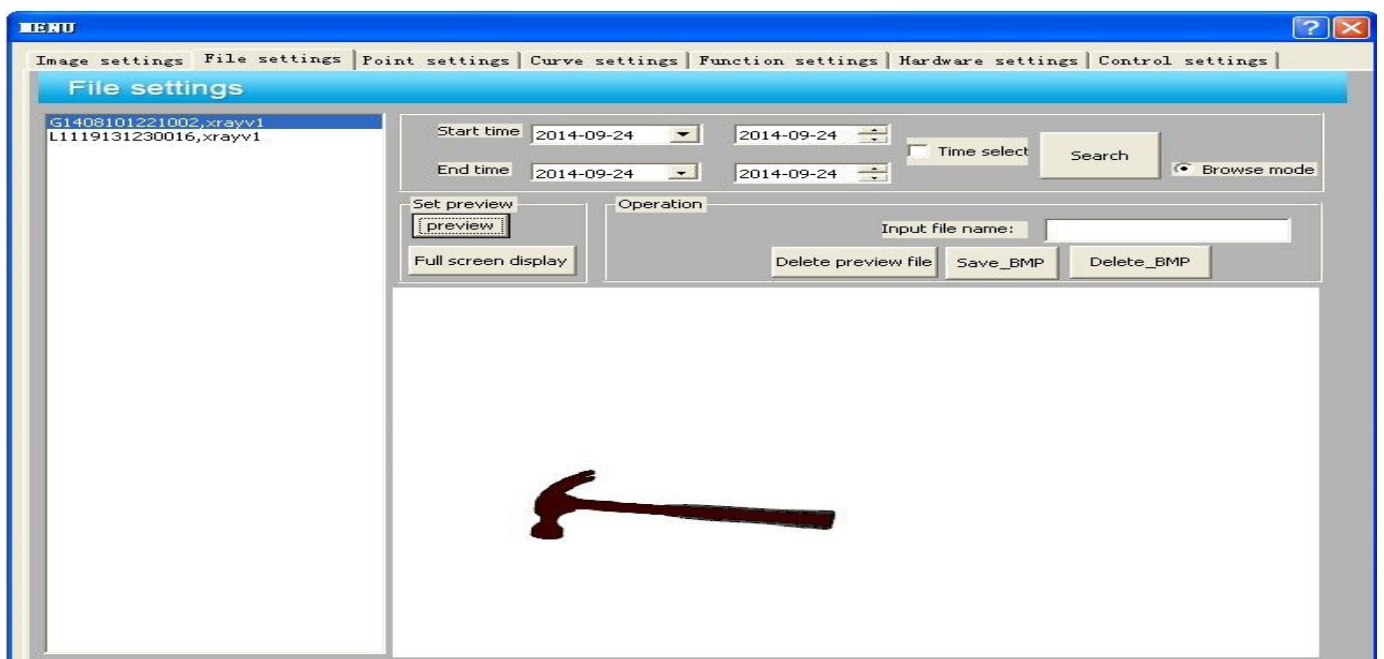 MENU
Image settings File settings Point settings Curve settings Function settings Hardware settings Control settings
File settings
G1408101221002,xrayv1
L1119131230016,xrayv1
Start time 2014-09-24 2014-09-24
Time select Search
End time 2014-09-24 2014-09-24
Browse mode
Set preview Operation
preview Input file name:
Full screen display Delete preview file Save_BMP Delete_BMP